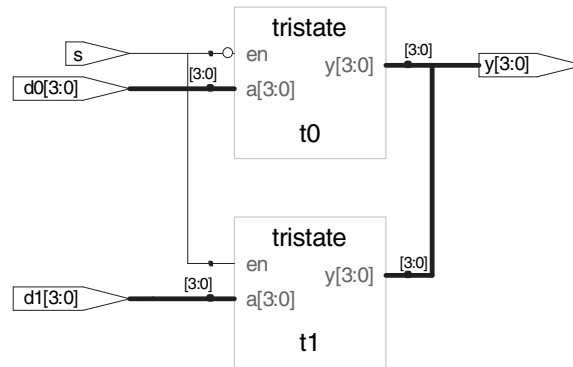 tristate
s
en
[3:0]
y[3:0]
[3:0]
y[3:0]
d0[3:0]
a[3:0]
t0
tristate
en
y[3:0]
[3:0]
d1[3:0]
[3:0]
a[3:0]
t1